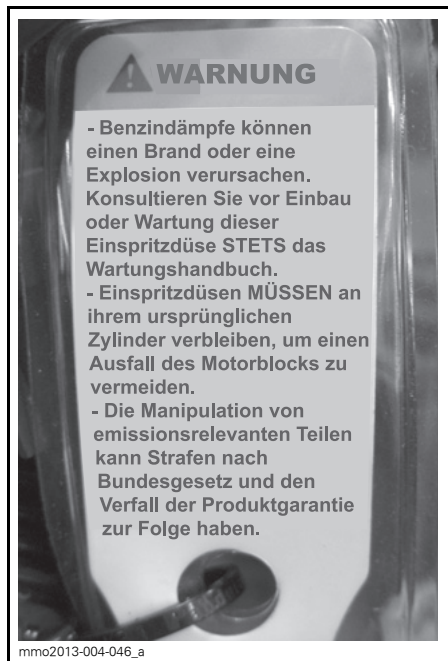 WARNUNG
- Benzindämpfe können
einen Brand oder eine
Explosion verursachen.
Konsultieren Sie vor Einbau
oder Wartung dieser
Einspritzdüse STETS das
Wartungshandbuch.
- Einspritzdüsen MÜSSEN an
ihrem ursprünglichen
Zylinder verbleiben, um einen
Ausfall des Motorblocks zu
vermeiden.
- Die Manipulation von
emissionsrelevanten Teilen
kann Strafen nach
Bundesgesetz und den
Verfall der Produktgarantie
zur Folge haben.
mmo2013-004-046_a